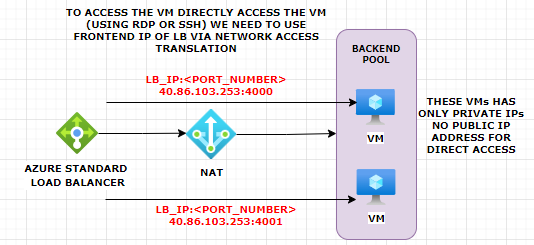 TO ACCESS THE VM DIRECTLY ACCESS THE VM
(USING RDP OR SSH) WE NEED TO USE
FRONTEND IP OF LB VIA NETWORK ACCESS
TRANSLATION
BACKEND
POOL
LB_IP:<PORT_NUMBER>
40.86.103.253:4000
VM
THESE VMs HAS
ONLY PRIVATE IPs
NO PUBLIC IP
ADDRESS FOR
DIRECT ACCESS
AZURE STANDARD
LOAD BALANCER
NAT
LB_IP:<PORT_NUMBER>
40.86.103.253:4001
VM